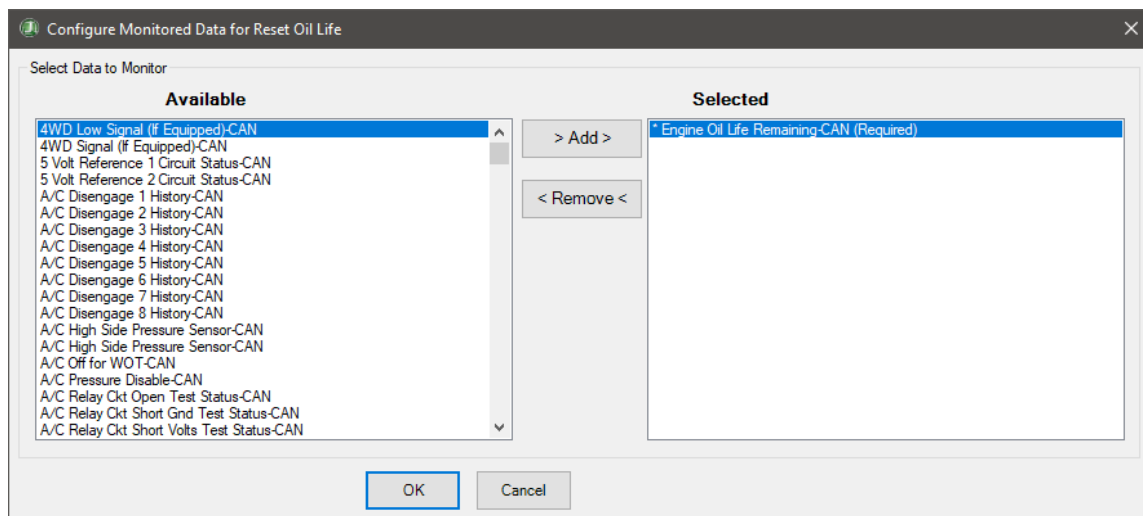 Configure Monitored Data for Reset Oil Life
Select Data to Monitor
Available
4WD Low Signal (If Equipped)-CAN
4WD Signal (If Equipped)-CAN
5 Volt Reference 1 Circuit Status-CAN
5 Volt Reference 2 Circuit Status-CAN
A/C Disengage 1 History-CAN
A/C Disengage 2 History-CAN
A/C Disengage 3 History-CAN
A/C Disengage 4 History-CAN
A/C Disengage 5 History-CAN
A/C Disengage 6 History-CAN
A/C Disengage 7 History-CAN
A/C Disengage 8 History-CAN
A/C High Side Pressure Sensor-CAN
A/C High Side Pressure Sensor-CAN
A/C Off for WOT-CAN
A/C Pressure Disable-CAN
A/C Relay Ckt Open Test Status-CAN
A/C Relay Ckt Short Gnd Test Status-CAN
A/C Relay Ckt Short Volts Test Status-CAN
> Add >
< Remove <
Selected
* Engine Oil Life Remaining-CAN (Required)
OK
Cancel